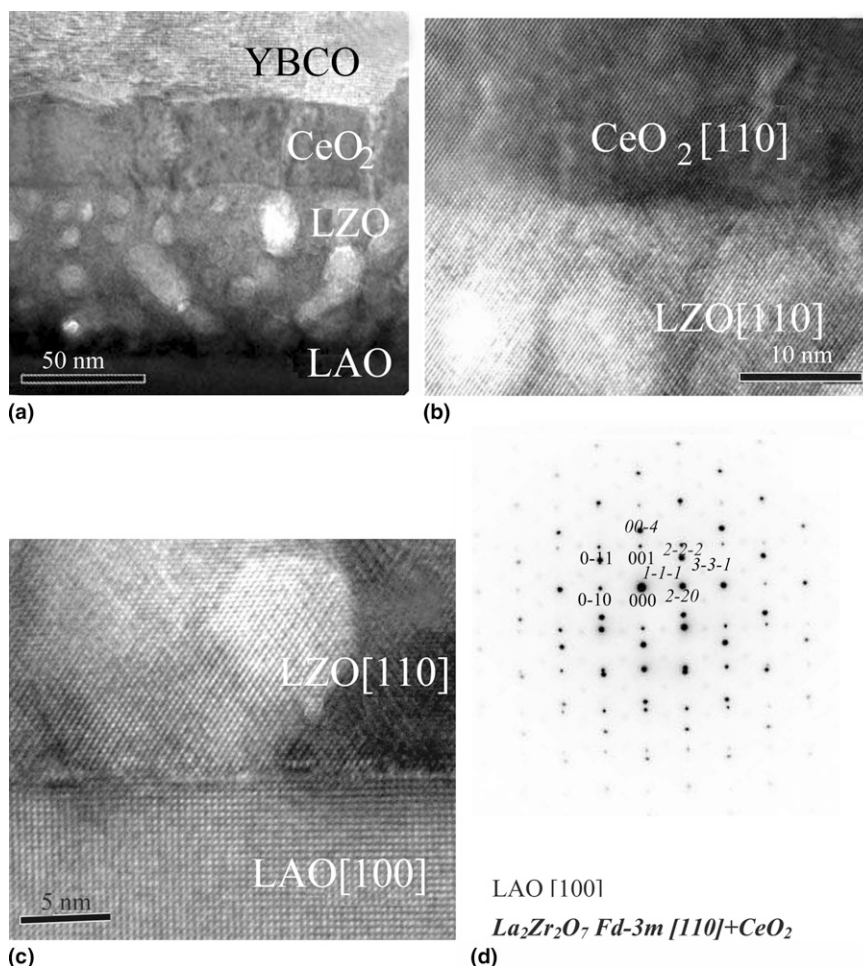 YBCO
CeO2
LZO
50 nm
LAO
(a)
CeO2[110]
LZO[110]
10 nm
(b)
LZO[110]
LAO[100]
5 nm
(c)
00-4
0-11 001 2-2-2
1-1-1 3-3-1
0-10 000 2-20
LAO [100]
La2Zr2O7 Fd-3m [110]+CeO2
(d)